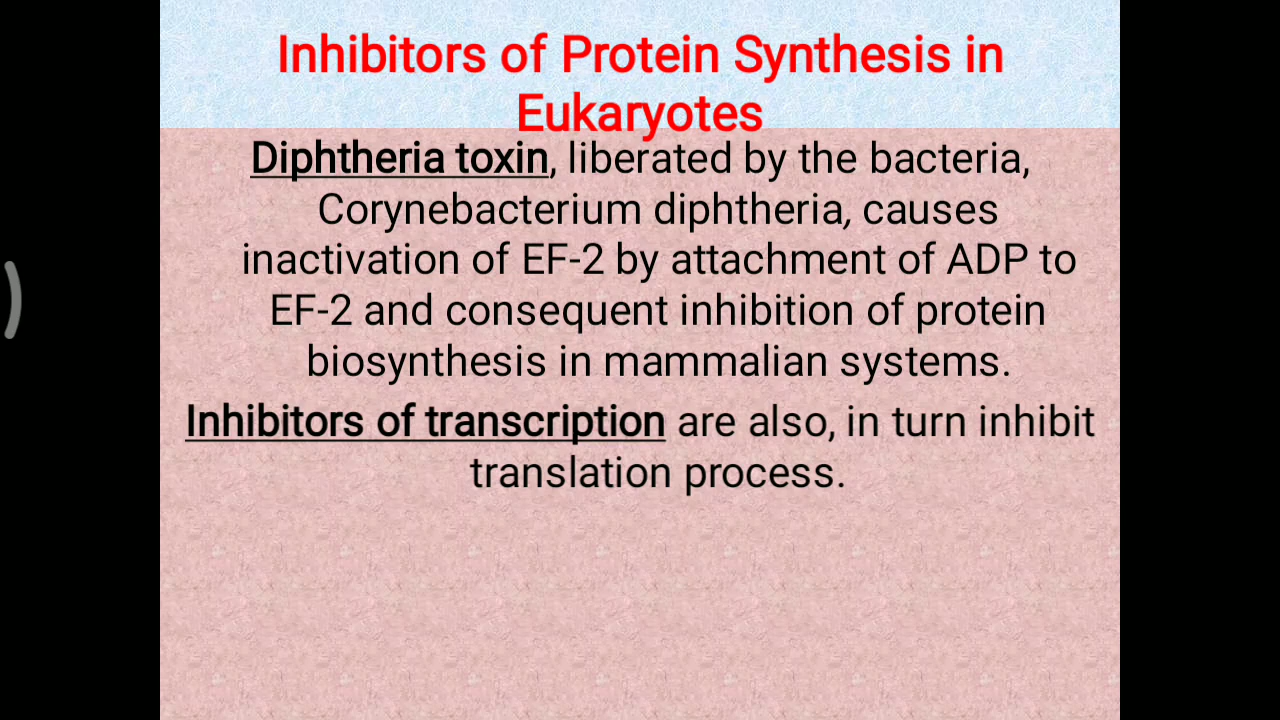 Inhibitors of Protein Synthesis in
Eukaryotes
Diphtheria toxin, liberated by the bacteria,
Corynebacterium diphtheria, causes
inactivation of EF-2 by attachment of ADP to
EF-2 and consequent inhibition of protein
biosynthesis in mammalian systems.
Inhibitors of transcription are also, in turn inhibit
translation process.